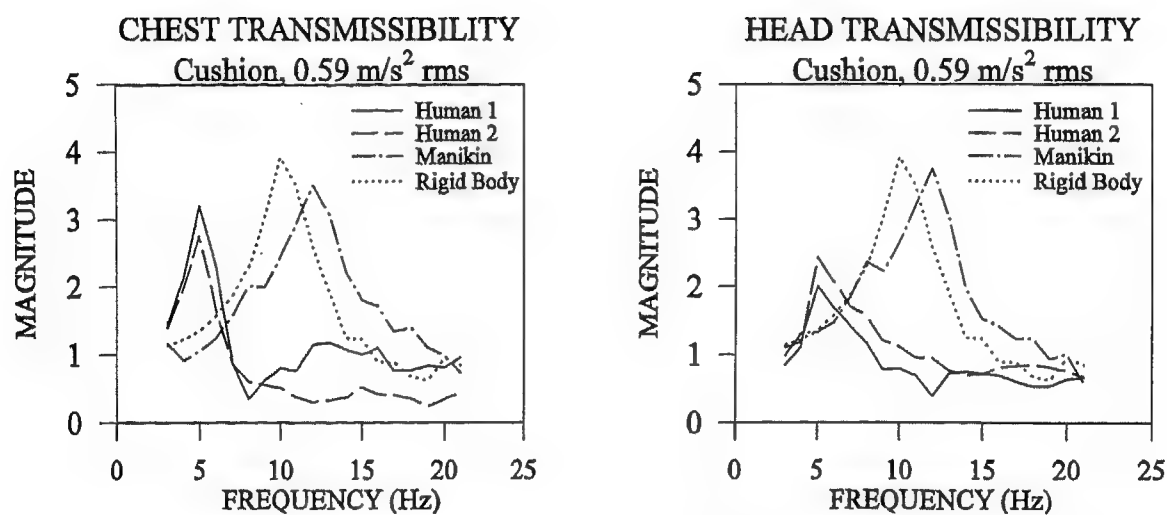 CHEST TRANSMISSIBILITY
Cushion, 0.59 m/s² rms
5
4
3
2
1
0
MAGNITUDE
Human 1
Human 2
Manikin
Rigid Body
0 5 10 15 20 25
FREQUENCY (Hz)
HEAD TRANSMISSIBILITY
Cushion, 0.59 m/s² rms
5
4
3
2
1
0
MAGNITUDE
Human 1
Human 2
Manikin
Rigid Body
0 5 10 15 20 25
FREQUENCY (Hz)